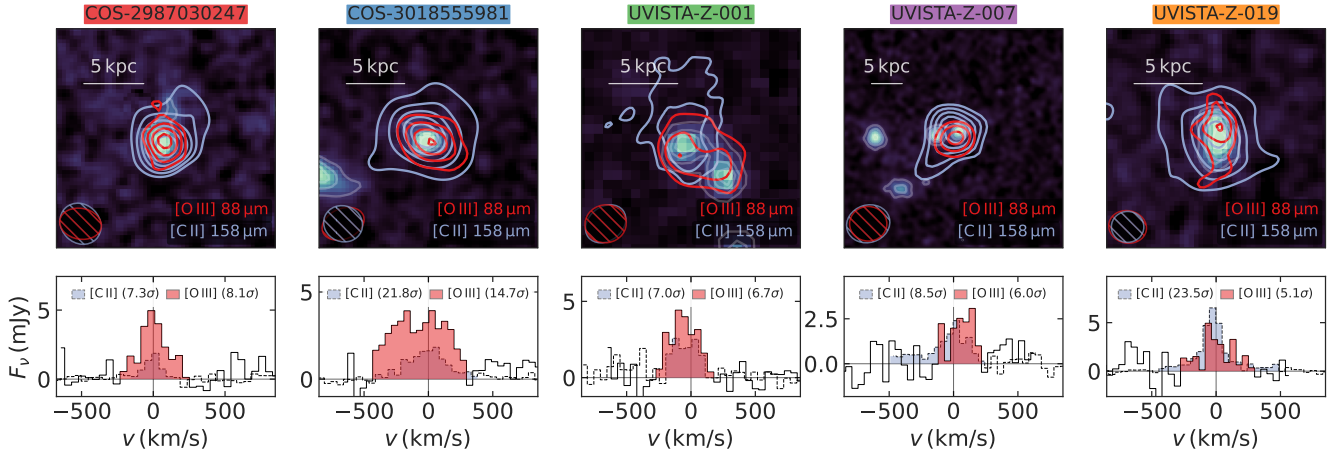 COS-2987030247
COS-3018555981
UVISTA-Z-001
UVISTA-Z-007
UVISTA-Z-019
5 kpc
5 kpc
5 kpc
5 kpc
5 kpc
[O III] 88 μm
[C II] 158 μm
[O III] 88 μm
[C II] 158 μm
[O III] 88 μm
[C II] 158 μm
[O III] 88 μm
[C II] 158 μm
[O III] 88 μm
[C II] 158 μm
[C II] (7.3σ) [O III] (8.1σ)
[C II] (21.8σ) [O III] (14.7σ)
[C II] (7.0σ) [O III] (6.7σ)
[C II] (8.5σ) [O III] (6.0σ)
[C II] (23.5σ) [O III] (5.1σ)
Fν (mJy)
5
0
5
0
5
0
2.5
0.0
5
0
−500 0 500
−500 0 500
−500 0 500
−500 0 500
−500 0 500
v (km/s)
v (km/s)
v (km/s)
v (km/s)
v (km/s)